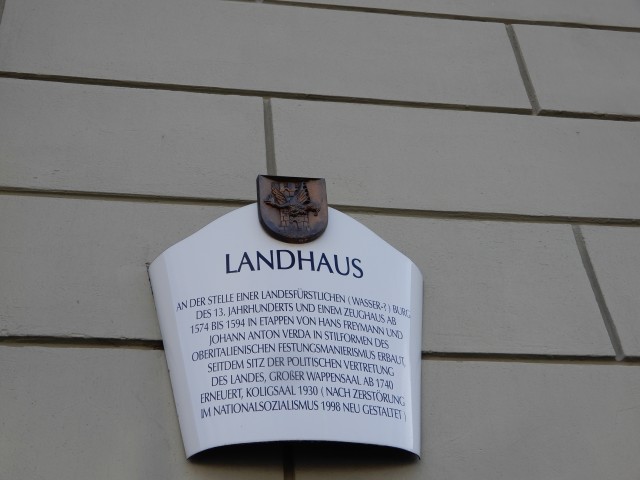 LANDHAUS
AN DER STELLE EINER LANDESFÜRSTLICHEN ( WASSER-? ) BURG
DES 13. JAHRHUNDERTS UND EINEM ZEUGHAUS AB
1574 BIS 1594 IN ETAPPEN VON HANS FREYMANN UND
JOHANN ANTON VERDA IN STILFORMEN DES
OBERITALIENISCHEN FESTUNGSMANIERISMUS ERBAUT,
SEITDEM SITZ DER POLITISCHEN VERTRETUNG
DES LANDES, GROßER WAPPENSAAL AB 1740
ERNEUERT, KOLIGSAAL 1930 ( NACH ZERSTÖRUNG
IM NATIONALSOZIALISMUS 1998 NEU GESTALTET )